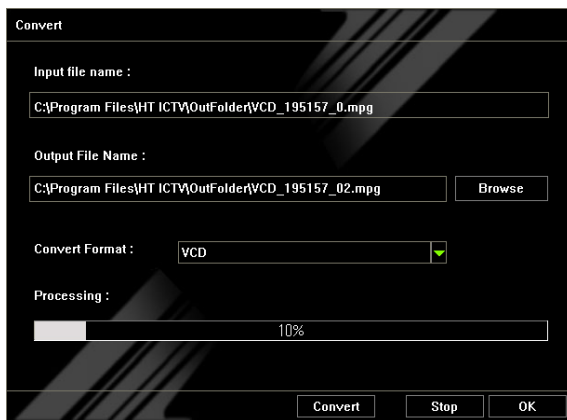 Convert
Input file name :
C:\Program Files\HT ICTV\OutFolder\VCD_195157_0.mpg
Output File Name :
C:\Program Files\HT ICTV\OutFolder\VCD_195157_02.mpg
Browse
Convert Format :
VCD
Processing :
10%
Convert
Stop
OK